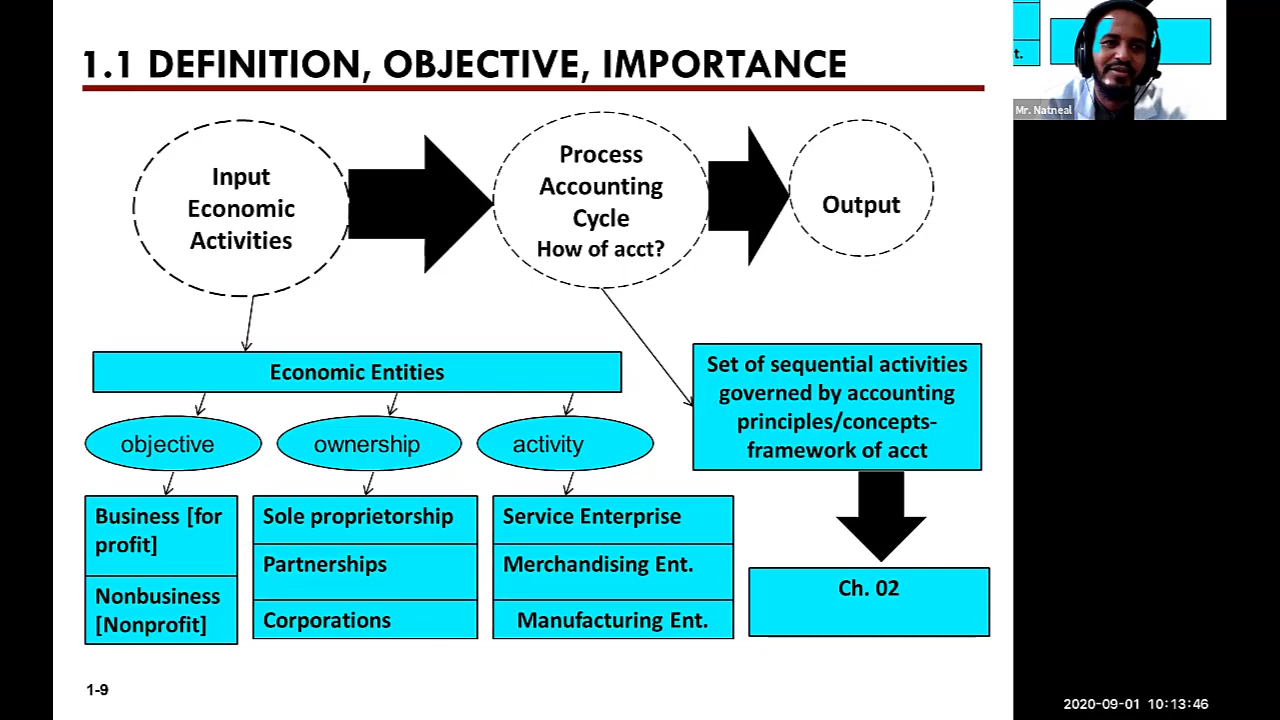 1.1 DEFINITION, OBJECTIVE, IMPORTANCE
t.
Mr. Natneal
Input
Economic
Activities
Process
Accounting
Cycle
How of acct?
Output
Economic Entities
objective
ownership
activity
Business [for
profit]
Nonbusiness
[Nonprofit]
Sole proprietorship
Partnerships
Corporations
Service Enterprise
Merchandising Ent.
Manufacturing Ent.
Set of sequential activities
governed by accounting
principles/concepts-
framework of acct
Ch. 02
1-9
2020-09-01 10:13:46